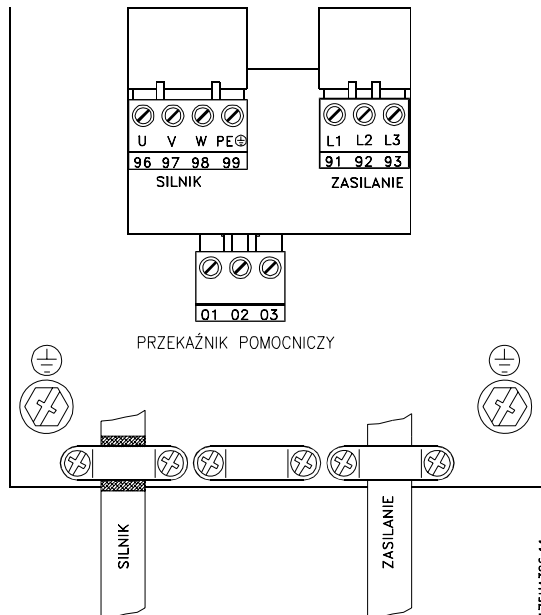 U V W PE
96 97 98 99
SILNIK
L1 L2 L3
91 92 93
ZASILANIE
01 02 03
PRZEKAŹNIK POMOCNICZY
SILNIK
ZASILANIE